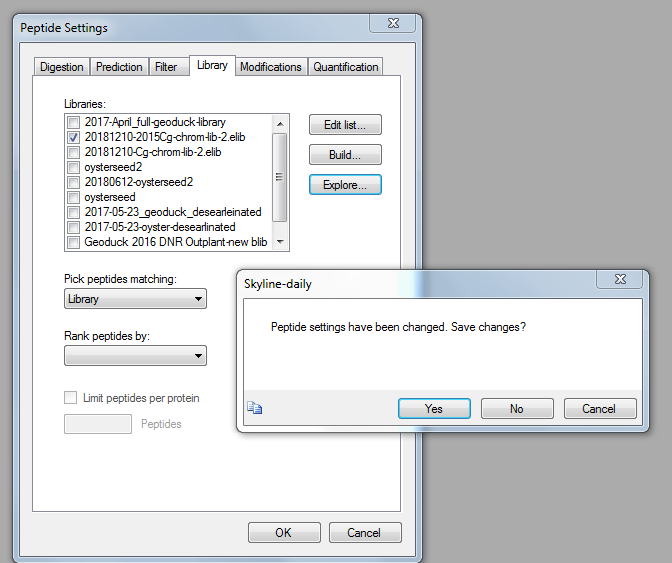 Peptide Settings
Digestion Prediction Filter Library Modifications Quantification
Libraries:
2017-April_full-geoduck-library
20181210-2015Cg-chrom-lib-2.elib
20181210-Cg-chrom-lib-2.elib
oysterseed2
20180612-oysterseed2
oysterseed
2017-05-23_geoduck_desearleinated
2017-05-23-oyster-desearlinated
Geoduck 2016 DNR Outplant-new blib
Edit list...
Build...
Explore...
Pick peptides matching:
Library
Rank peptides by:
Limit peptides per protein
Peptides
OK Cancel
Skyline-daily
Peptide settings have been changed. Save changes?
Yes No Cancel